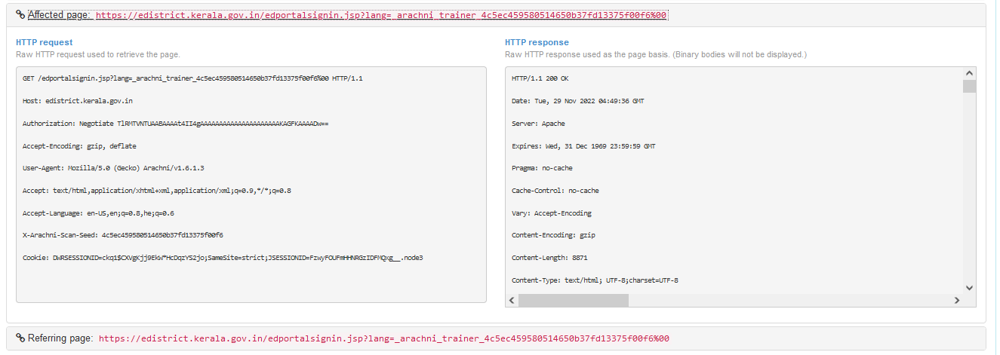 Affected page: https://edistrict.kerala.gov.in/edportalsignin.jsp?lang=_arachni_trainer_4c5ec459580514650b37fd13375f00f6%00
HTTP request
Raw HTTP request used to retrieve the page.
GET /edportalsignin.jsp?lang=_arachni_trainer_4c5ec459580514650b37fd13375f00f6%00 HTTP/1.1
Host: edistrict.kerala.gov.in
Authorization: Negotiate TlRMTVNTUAABAAAAt4II4gAAAAAAAAAAAAAAAAAAAAAKAGFKAAAADw==
Accept-Encoding: gzip, deflate
User-Agent: Mozilla/5.0 (Gecko) Arachni/v1.6.1.3
Accept: text/html,application/xhtml+xml,application/xml;q=0.9,*/*;q=0.8
Accept-Language: en-US,en;q=0.8,he;q=0.6
X-Arachni-Scan-Seed: 4c5ec459580514650b37fd13375f00f6
Cookie: DWRSESSIONID=ckq1$CXVgKjj9EkW*HcDqzYS2jo;SameSite=strict;JSESSIONID=FzwyFOUFmHHNRGzIDFMQxg__.node3
HTTP response
Raw HTTP response used as the page basis. (Binary bodies will not be displayed.)
HTTP/1.1 200 OK
Date: Tue, 29 Nov 2022 04:49:36 GMT
Server: Apache
Expires: Wed, 31 Dec 1969 23:59:59 GMT
Pragma: no-cache
Cache-Control: no-cache
Vary: Accept-Encoding
Content-Encoding: gzip
Content-Length: 8871
Content-Type: text/html; UTF-8;charset=UTF-8
Referring page: https://edistrict.kerala.gov.in/edportalsignin.jsp?lang=_arachni_trainer_4c5ec459580514650b37fd13375f00f6%00